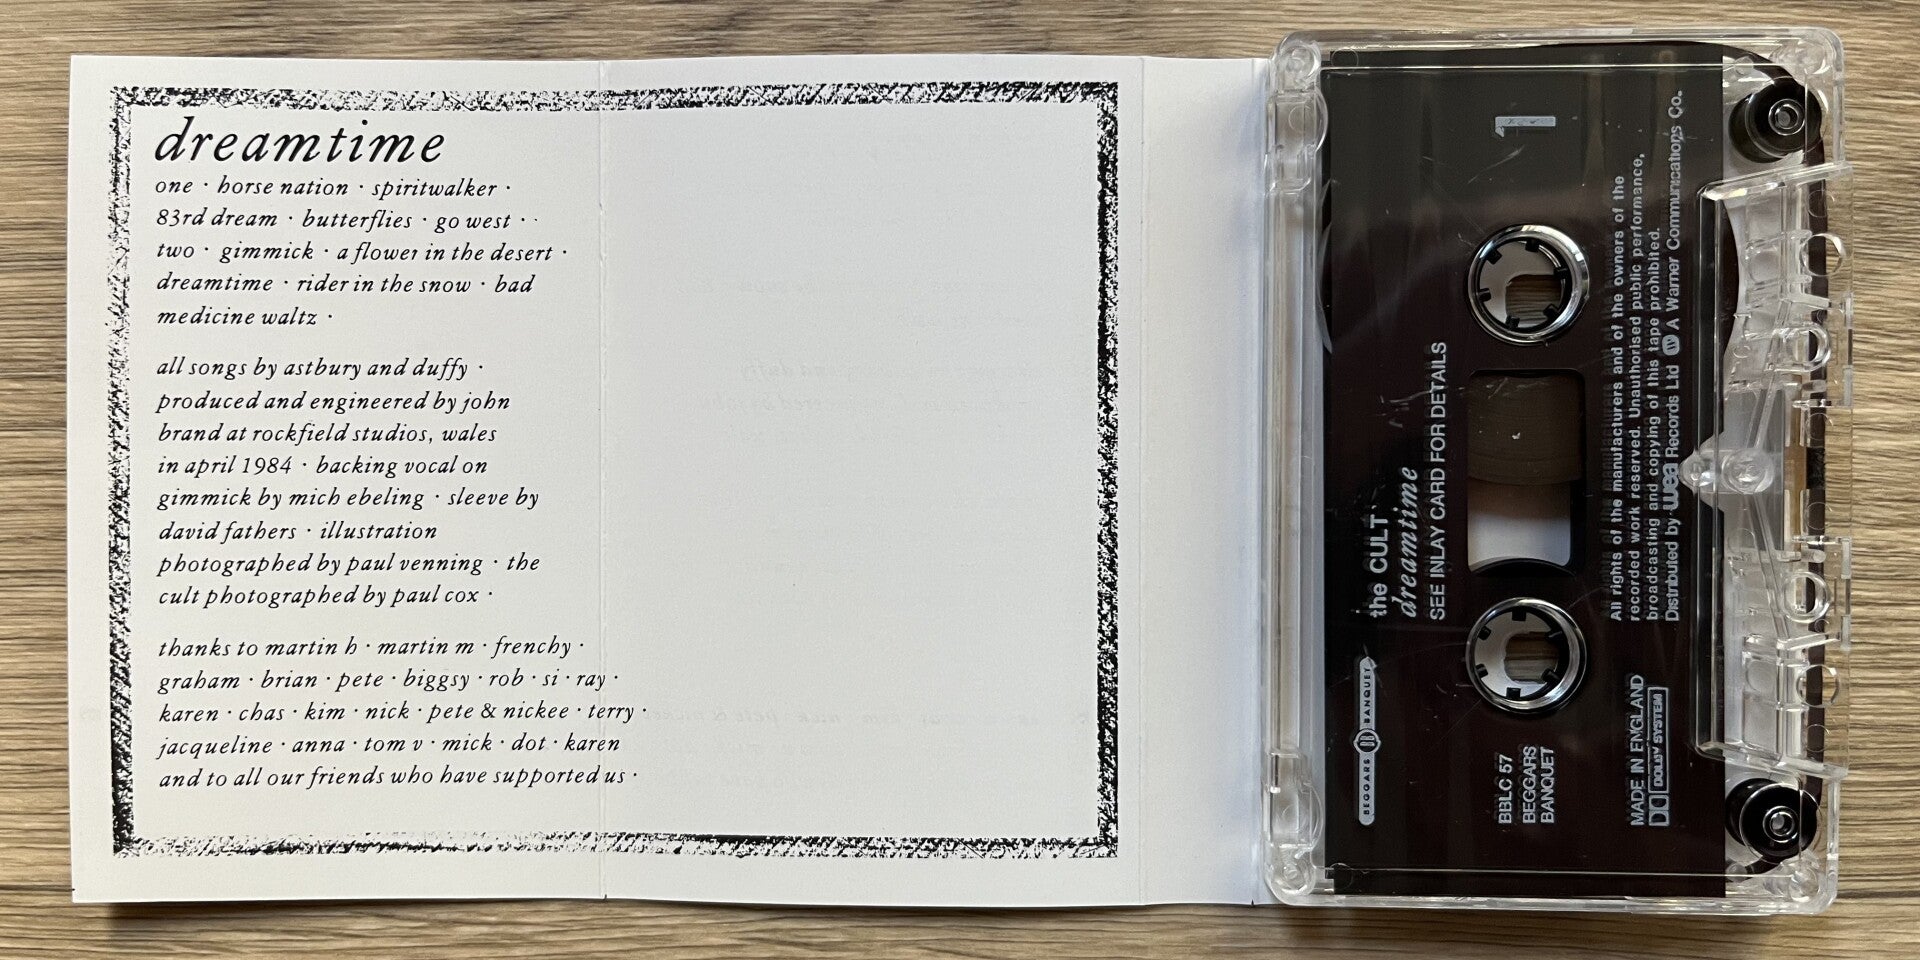 dreamtime
one · horse nation · spiritwalker ·
83rd dream · butterflies · go west · ·
two · gimmick · a flower in the desert ·
dreamtime · rider in the snow · bad
medicine waltz ·
all songs by astbury and duffy ·
produced and engineered by john
brand at rockfield studios, wales
in april 1984 · backing vocal on
gimmick by mich ebeling · sleeve by
david fathers · illustration
photographed by paul venning · the
cult photographed by paul cox ·
thanks to martin h · martin m · frenchy ·
graham · brian · pete · biggsy · rob · si · ray ·
karen · chas · kim · nick · pete & nickee · terry ·
jacqueline · anna · tom v · mick · dot · karen
and to all our friends who have supported us ·
1
BEGGARS BANQUET
the CULT
dreamtime
SEE INLAY CARD FOR DETAILS
BBLC 57
BEGGARS
BANQUET
All rights of the manufacturers and of the owners of the
recorded work reserved. Unauthorised public performance,
broadcasting and copying of this tape prohibited.
Distributed by wea Records Ltd W A Warner Communications Co.
MADE IN ENGLAND
DOLBY SYSTEM